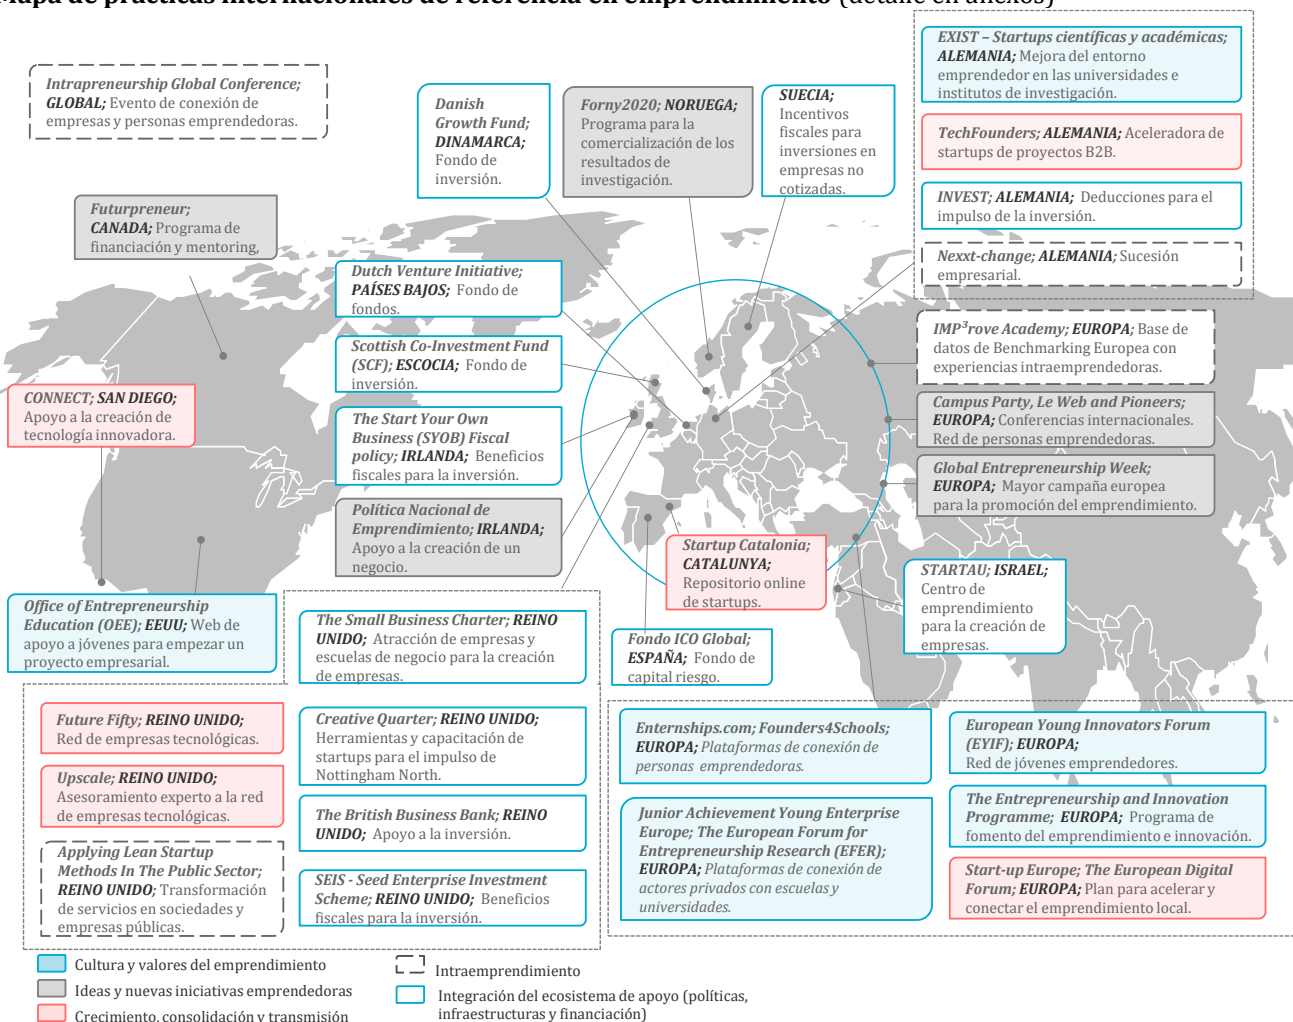 Mapa de prácticas internacionales de referencia en emprendimiento (detalle en anexos)
Intrapreneurship Global Conference;
GLOBAL; Evento de conexión de
empresas y personas emprendedoras.
Futurpreneur;
CANADA; Programa de
financiación y mentoring,
Danish
Growth Fund;
DINAMARCA;
Fondo de
inversión.
Forny2020; NORUEGA;
Programa para la
comercialización de los
resultados de
investigación.
SUECIA;
Incentivos
fiscales para
inversiones en
empresas no
cotizadas.
EXIST – Startups científicas y académicas;
ALEMANIA; Mejora del entorno
emprendedor en las universidades e
institutos de investigación.
TechFounders; ALEMANIA; Aceleradora de
startups de proyectos B2B.
INVEST; ALEMANIA; Deducciones para el
impulso de la inversión.
Nexxt-change; ALEMANIA; Sucesión
empresarial.
Dutch Venture Initiative;
PAÍSES BAJOS; Fondo de
fondos.
Scottish Co-Investment Fund
(SCF); ESCOCIA; Fondo de
inversión.
The Start Your Own
Business (SYOB) Fiscal
policy; IRLANDA; Beneficios
fiscales para la inversión.
Política Nacional de
Emprendimiento; IRLANDA;
Apoyo a la creación de un
negocio.
CONNECT; SAN DIEGO;
Apoyo a la creación de
tecnología innovadora.
IMP³rove Academy; EUROPA; Base de
datos de Benchmarking Europea con
experiencias intraemprendedoras.
Campus Party, Le Web and Pioneers;
EUROPA; Conferencias internacionales.
Red de personas emprendedoras.
Global Entrepreneurship Week;
EUROPA; Mayor campaña europea
para la promoción del emprendimiento.
Startup Catalonia;
CATALUNYA;
Repositorio online
de startups.
STARTAU; ISRAEL;
Centro de
emprendimiento
para la creación de
empresas.
Fondo ICO Global;
ESPAÑA; Fondo de
capital riesgo.
Office of Entrepreneurship
Education (OEE); EEUU; Web de
apoyo a jóvenes para empezar un
proyecto empresarial.
The Small Business Charter; REINO
UNIDO; Atracción de empresas y
escuelas de negocio para la creación
de empresas.
Future Fifty; REINO UNIDO;
Red de empresas tecnológicas.
Upscale; REINO UNIDO;
Asesoramiento experto a la red
de empresas tecnológicas.
Applying Lean Startup
Methods In The Public Sector;
REINO UNIDO; Transformación
de servicios en sociedades y
empresas públicas.
Creative Quarter; REINO UNIDO;
Herramientas y capacitación de
startups para el impulso de
Nottingham North.
The British Business Bank; REINO
UNIDO; Apoyo a la inversión.
SEIS - Seed Enterprise Investment
Scheme; REINO UNIDO; Beneficios
fiscales para la inversión.
Enternships.com; Founders4Schools;
EUROPA; Plataformas de conexión de
personas emprendedoras.
Junior Achievement Young Enterprise
Europe; The European Forum for
Entrepreneurship Research (EFER);
EUROPA; Plataformas de conexión de
actores privados con escuelas y
universidades.
European Young Innovators Forum
(EYIF); EUROPA;
Red de jóvenes emprendedores.
The Entrepreneurship and Innovation
Programme; EUROPA; Programa de
fomento del emprendimiento e innovación.
Start-up Europe; The European Digital
Forum; EUROPA; Plan para acelerar y
conectar el emprendimiento local.
Cultura y valores del emprendimiento
Ideas y nuevas iniciativas emprendedoras
Crecimiento, consolidación y transmisión
Intraemprendimiento
Integración del ecosistema de apoyo (políticas,
infraestructuras y financiación)